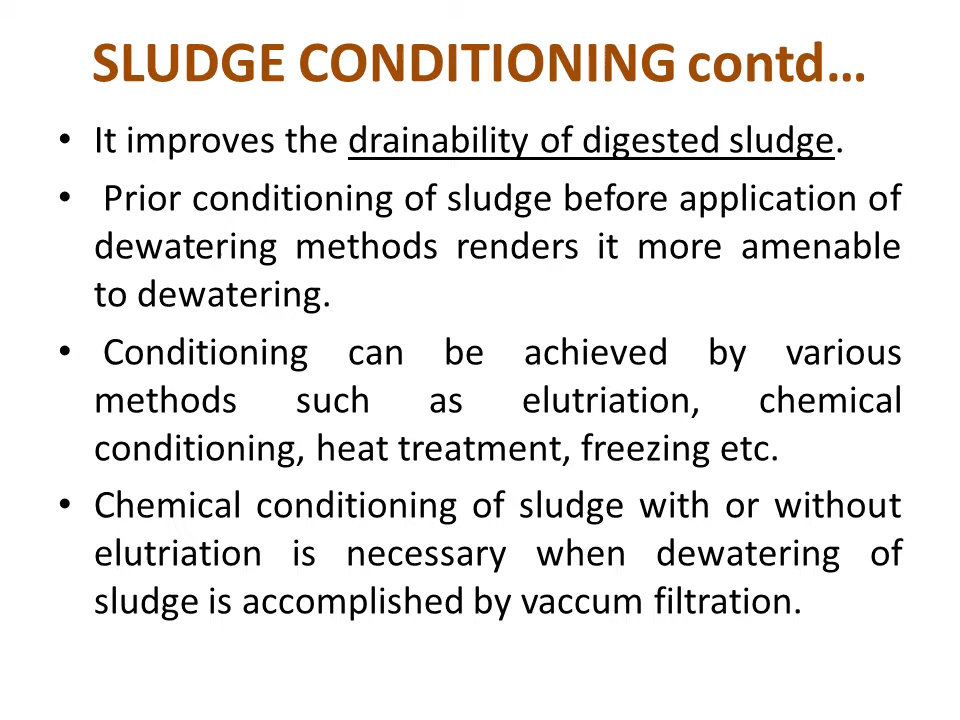 SLUDGE CONDITIONING contd...
• It improves the drainability of digested sludge.
• Prior conditioning of sludge before application of
dewatering methods renders it more amenable
to dewatering.
• Conditioning can be achieved by various
methods such as elutriation, chemical
conditioning, heat treatment, freezing etc.
• Chemical conditioning of sludge with or without
elutriation is necessary when dewatering of
sludge is accomplished by vaccum filtration.